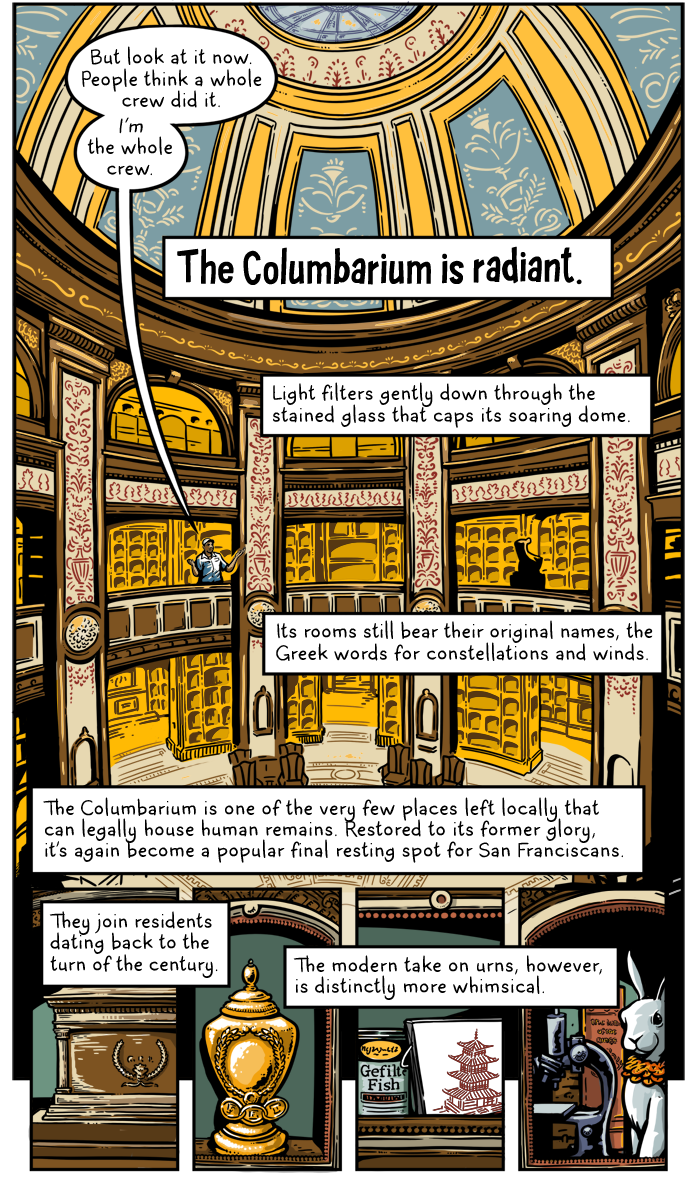 But look at it now.
People think a whole
crew did it.
I'm
the whole
crew.
The Columbarium is radiant.
Light filters gently down through the
stained glass that caps its soaring dome.
Its rooms still bear their original names, the
Greek words for constellations and winds.
The Columbarium is one of the very few places left locally that
can legally house human remains. Restored to its former glory,
it's again become a popular final resting spot for San Franciscans.
They join residents
dating back to the
turn of the century.
The modern take on urns, however,
is distinctly more whimsical.
Gefilte
Fish